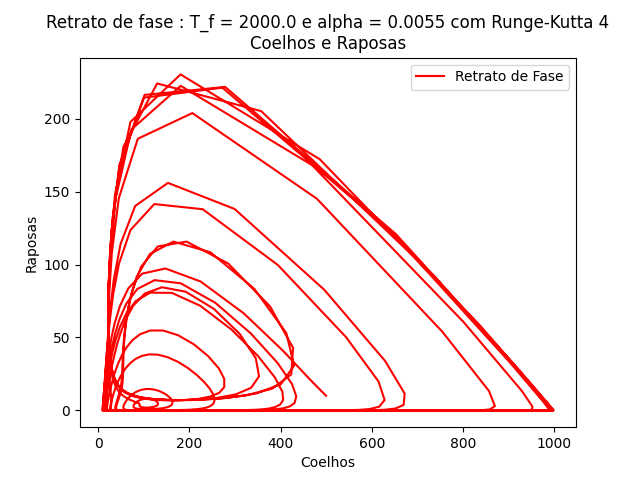 Retrato de fase : T_f = 2000.0 e alpha = 0.0055 com Runge-Kutta 4
Coelhos e Raposas
Retrato de Fase
200
150
100
50
0
Raposas
0 200 400 600 800 1000
Coelhos